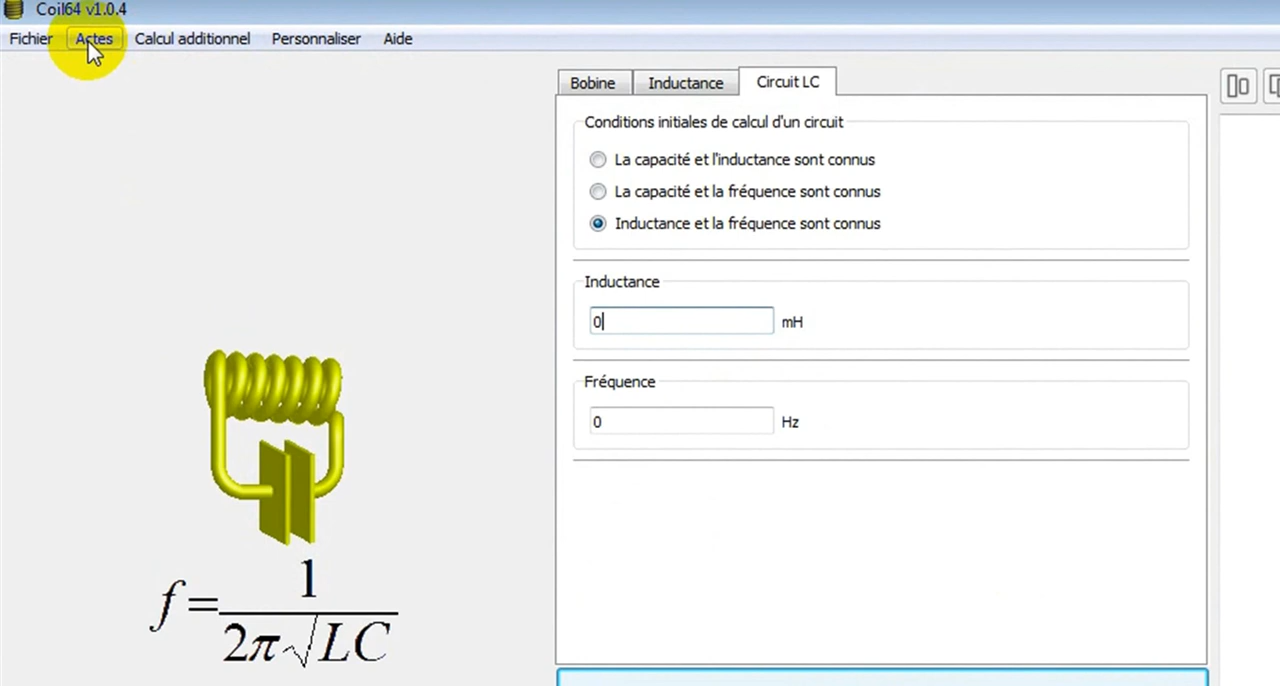 Coil64 v1.0.4
Fichier Actes Calcul additionnel Personnaliser Aide
Bobine Inductance Circuit LC
Conditions initiales de calcul d'un circuit
La capacité et l'inductance sont connus
La capacité et la fréquence sont connus
Inductance et la fréquence sont connus
Inductance
0 mH
Fréquence
0 Hz
f = 1 / 2π√LC